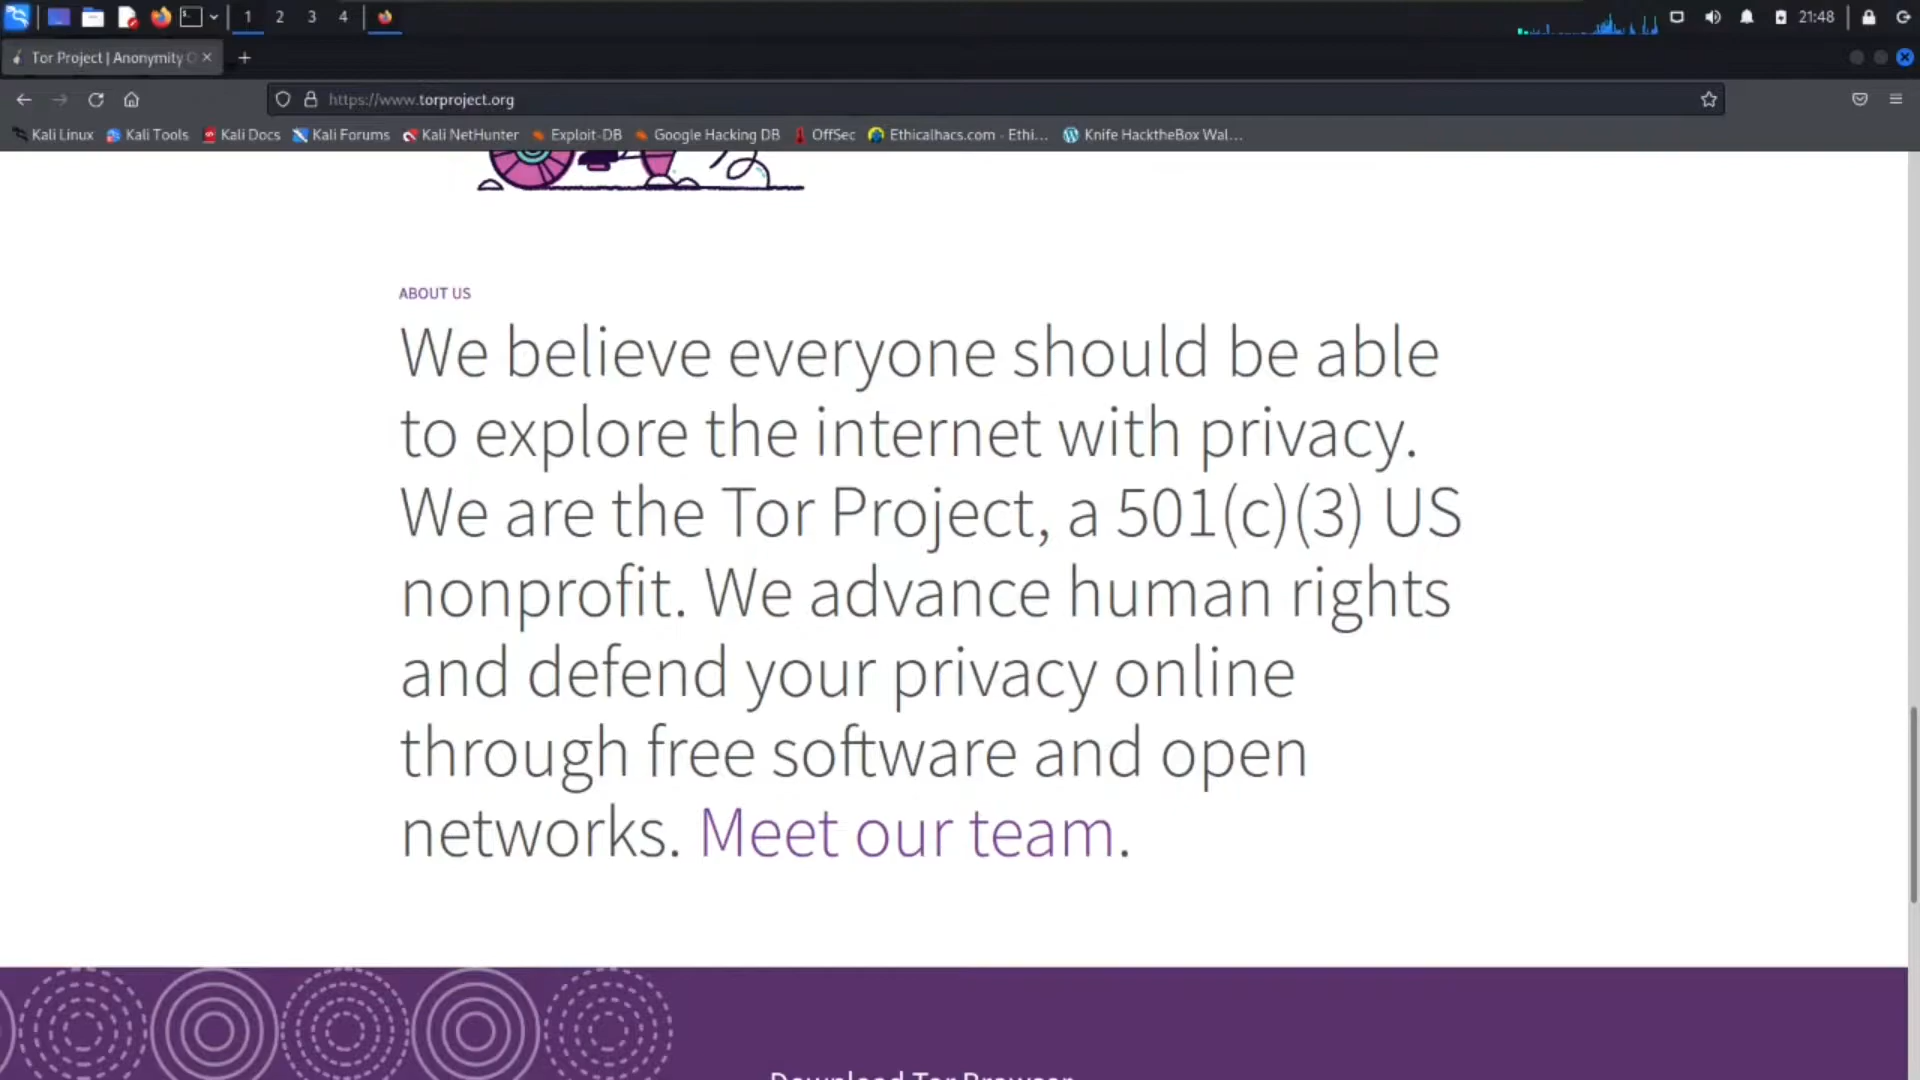 1 2 3 4 21:48
Tor Project | Anonymity O
https://www.torproject.org
Kali Linux Kali Tools Kali Docs Kali Forums Kali NetHunter Exploit-DB Google Hacking DB OffSec Ethicalhacs.com - Ethi... Knife HacktheBox Wal...
ABOUT US
We believe everyone should be able
to explore the internet with privacy.
We are the Tor Project, a 501(c)(3) US
nonprofit. We advance human rights
and defend your privacy online
through free software and open
networks. Meet our team.
Download Tor Browser